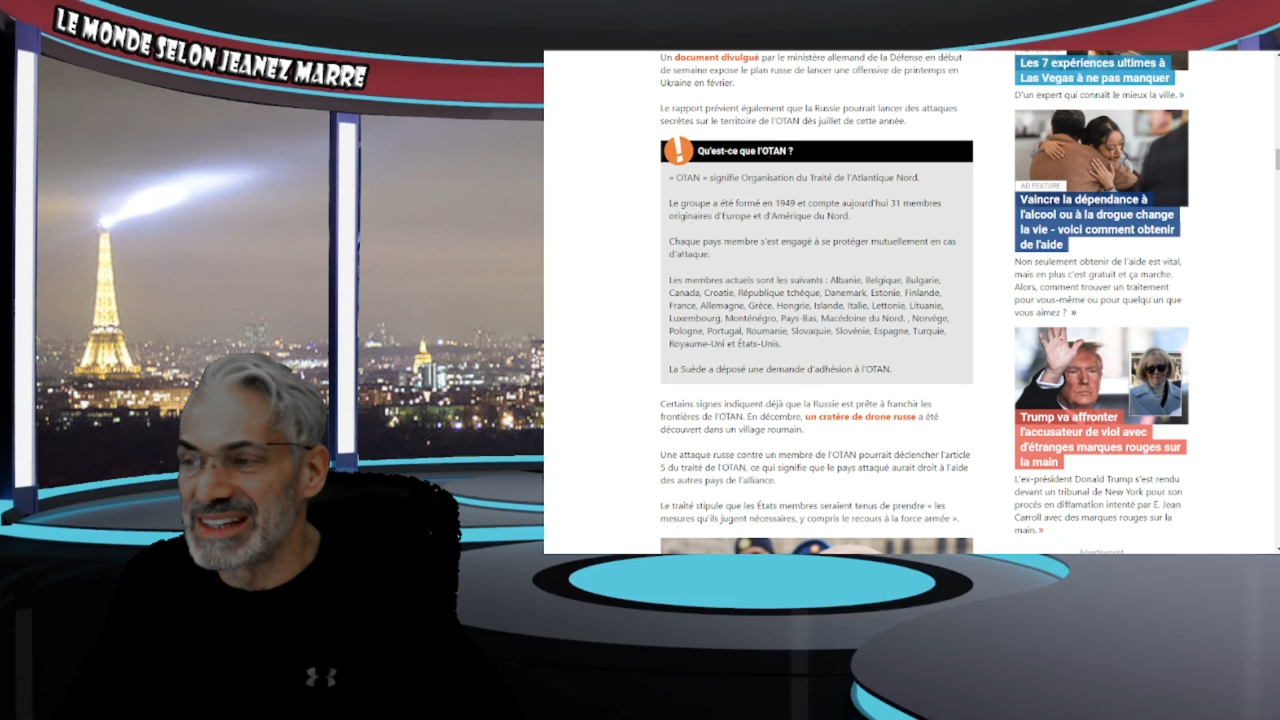 LE MONDE SELON JEANEZ MARRE
Un document divulgué par le ministère allemand de la Défense en début
de semaine expose le plan russe de lancer une offensive de printemps en
Ukraine en février.
Le rapport prévient également que la Russie pourrait lancer des attaques
secrètes sur le territoire de l'OTAN dès juillet de cette année.
Qu'est-ce que l'OTAN ?
« OTAN » signifie Organisation du Traité de l'Atlantique Nord.
Le groupe a été formé en 1949 et compte aujourd'hui 31 membres
originaires d'Europe et d'Amérique du Nord.
Chaque pays membre s'est engagé à se protéger mutuellement en cas
d'attaque.
Les membres actuels sont les suivants : Albanie, Belgique, Bulgarie,
Canada, Croatie, République tchèque, Danemark, Estonie, Finlande,
France, Allemagne, Grèce, Hongrie, Islande, Italie, Lettonie, Lituanie,
Luxembourg, Monténégro, Pays-Bas, Macédoine du Nord. , Norvège,
Pologne, Portugal, Roumanie, Slovaquie, Slovénie, Espagne, Turquie,
Royaume-Uni et États-Unis.
La Suède a déposé une demande d'adhésion à l'OTAN.
Certains signes indiquent déjà que la Russie est prête à franchir les
frontières de l'OTAN. En décembre, un cratère de drone russe a été
découvert dans un village roumain.
Une attaque russe contre un membre de l'OTAN pourrait déclencher l'article
5 du traité de l'OTAN, ce qui signifie que le pays attaqué aurait droit à l'aide
des autres pays de l'alliance.
Le traité stipule que les États membres seraient tenus de prendre « les
mesures qu'ils jugent nécessaires, y compris le recours à la force armée ».
Les 7 expériences ultimes à
Las Vegas à ne pas manquer
D'un expert qui connaît le mieux la ville. »
AD FEATURE
Vaincre la dépendance à
l'alcool ou à la drogue change
la vie - voici comment obtenir
de l'aide
Non seulement obtenir de l'aide est vital,
mais en plus c'est gratuit et ça marche.
Alors, comment trouver un traitement
pour vous-même ou pour quelqu'un que
vous aimez ? »
Trump va affronter
l'accusateur de viol avec
d'étranges marques rouges sur
la main
L'ex-président Donald Trump s'est rendu
devant un tribunal de New York pour son
procès en diffamation intenté par E. Jean
Carroll avec des marques rouges sur la
main. »
Advertisement